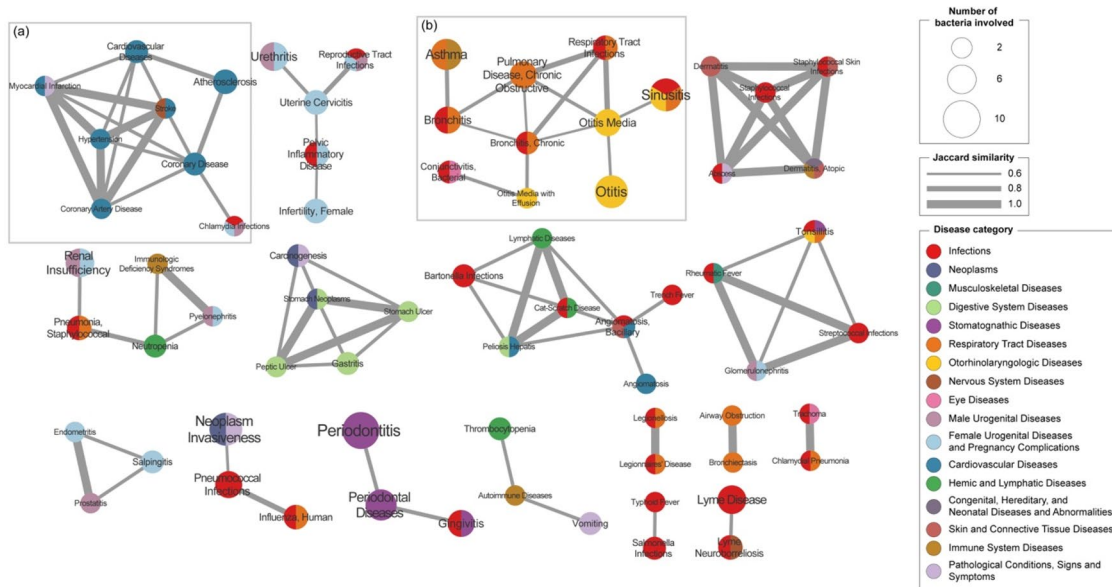 (a)
Cardiovascular
Diseases
Myocardial Infarction
Atherosclerosis
Stroke
Hypertension
Coronary Disease
Coronary Artery Disease
Chlamydia Infections
Urethritis
Reproductive Tract
Infections
Uterine Cervicitis
Pelvic
Inflammatory
Disease
Infertility, Female
(b)
Asthma
Respiratory Tract
Infections
Pulmonary
Disease, Chronic
Obstructive
Sinusitis
Bronchitis
Otitis Media
Bronchitis, Chronic
Conjunctivitis,
Bacterial
Otitis Media with
Effusion
Otitis
Dermatitis
Staphylococcal Skin
Infections
Staphylococcal
Infections
Abscess
Dermatitis, Atopic
Renal
Insufficiency
Immunologic
Deficiency Syndromes
Pyelonephritis
Pneumonia,
Staphylococcal
Neutropenia
Carcinogenesis
Stomach Neoplasms
Stomach Ulcer
Peptic Ulcer
Gastritis
Lymphatic Diseases
Bartonella Infections
Trench Fever
Cat-Scratch Disease
Angiomatosis,
Bacillary
Peliosis Hepatis
Angiomatosis
Tonsillitis
Rheumatic Fever
Streptococcal Infections
Glomerulonephritis
Endometritis
Salpingitis
Prostatitis
Neoplasm
Invasiveness
Pneumococcal
Infections
Influenza, Human
Periodontitis
Periodontal
Diseases
Gingivitis
Thrombocytopenia
Autoimmune Diseases
Vomiting
Legionellosis
Legionnaires' Disease
Airway Obstruction
Bronchiectasis
Trachoma
Chlamydial Pneumonia
Typhoid Fever
Salmonella
Infections
Lyme Disease
Lyme
Neuroborreliosis
Number of
bacteria involved
2
6
10
Jaccard similarity
0.6
0.8
1.0
Disease category
Infections
Neoplasms
Musculoskeletal Diseases
Digestive System Diseases
Stomatognathic Diseases
Respiratory Tract Diseases
Otorhinolaryngologic Diseases
Nervous System Diseases
Eye Diseases
Male Urogenital Diseases
Female Urogenital Diseases
and Pregnancy Complications
Cardiovascular Diseases
Hemic and Lymphatic Diseases
Congenital, Hereditary, and
Neonatal Diseases and Abnormalities
Skin and Connective Tissue Diseases
Immune System Diseases
Pathological Conditions, Signs and
Symptoms